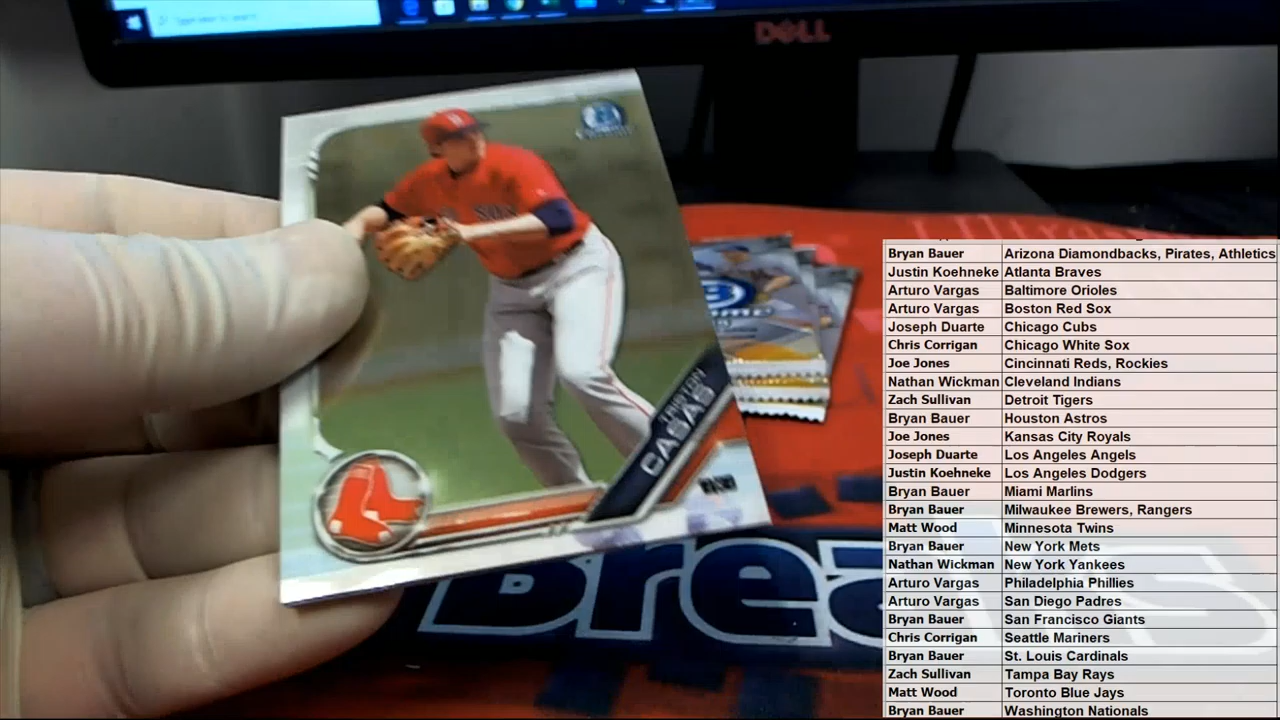 DELL
RED SOX
TRISTON
CASAS
1B
Brea
Bryan Bauer Arizona Diamondbacks, Pirates, Athletics
Justin Koehneke Atlanta Braves
Arturo Vargas Baltimore Orioles
Arturo Vargas Boston Red Sox
Joseph Duarte Chicago Cubs
Chris Corrigan Chicago White Sox
Joe Jones Cincinnati Reds, Rockies
Nathan Wickman Cleveland Indians
Zach Sullivan Detroit Tigers
Bryan Bauer Houston Astros
Joe Jones Kansas City Royals
Joseph Duarte Los Angeles Angels
Justin Koehneke Los Angeles Dodgers
Bryan Bauer Miami Marlins
Bryan Bauer Milwaukee Brewers, Rangers
Matt Wood Minnesota Twins
Bryan Bauer New York Mets
Nathan Wickman New York Yankees
Arturo Vargas Philadelphia Phillies
Arturo Vargas San Diego Padres
Bryan Bauer San Francisco Giants
Chris Corrigan Seattle Mariners
Bryan Bauer St. Louis Cardinals
Zach Sullivan Tampa Bay Rays
Matt Wood Toronto Blue Jays
Bryan Bauer Washington Nationals